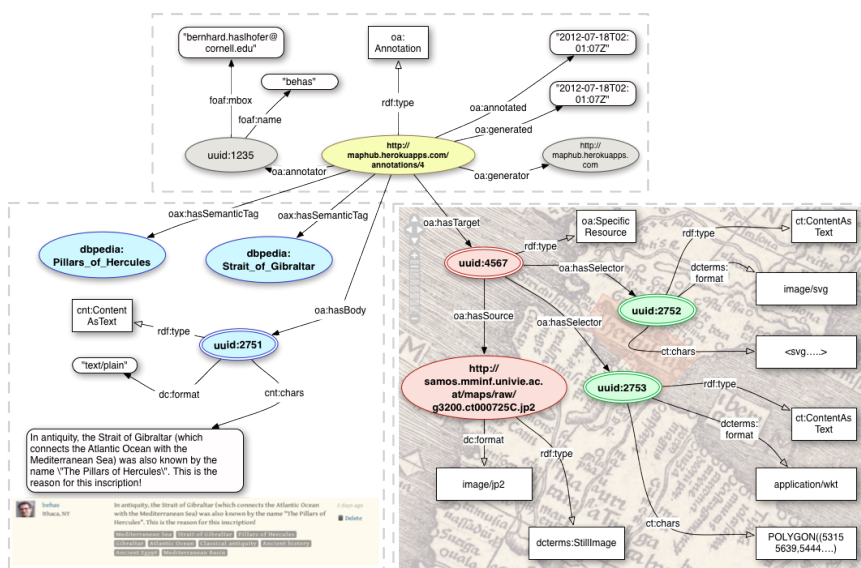 "bernhard.haslhofer@
cornell.edu"
oa:
Annotation
"2012-07-18T02:
01:07Z"
"behas"
"2012-07-18T02:
01:07Z"
foaf:mbox
foaf:name
rdf:type
oa:annotated
oa:generated
uuid:1235
http://
maphub.herokuapps.com/
annotations/4
http://
maphub.herokuapps.
com
oa:annotator
oa:generator
oax:hasSemanticTag
oax:hasSemanticTag
oa:hasTarget
dbpedia:
Pillars_of_Hercules
dbpedia:
Strait_of_Gibraltar
oa:hasBody
cnt:Content
AsText
rdf:type
uuid:2751
"text/plain"
dc:format
cnt:chars
In antiquity, the Strait of Gibraltar (which
connects the Atlantic Ocean with the
Mediterranean Sea) was also known by the
name \"The Pillars of Hercules\". This is the
reason for this inscription!
behas
Ithaca, NY
In antiquity, the Strait of Gibraltar (which connects the Atlantic Ocean
with the Mediterranean Sea) was also known by the name "The Pillars of
Hercules". This is the reason for this inscription!
2 days ago
Delete
Mediterranean Sea Strait of Gibraltar Pillars of Hercules
Gibraltar Atlantic Ocean Classical antiquity Ancient history
Ancient Egypt Mediterranean Basin
oa:Specific
Resource
ct:ContentAs
Text
rdf:type
rdf:type
uuid:4567
oa:hasSelector
dcterms:
format
image/svg
uuid:2752
oa:hasSource
oa:hasSelector
ct:chars
<svg.....>
http://
samos.mminf.univie.ac.
at/maps/raw/
g3200.ct000725C.jp2
uuid:2753
rdf:type
ct:ContentAs
Text
dc:format
dcterms:
format
rdf:type
image/jp2
application/wkt
ct:chars
dcterms:StillImage
POLYGON((5315
5639,5444....)